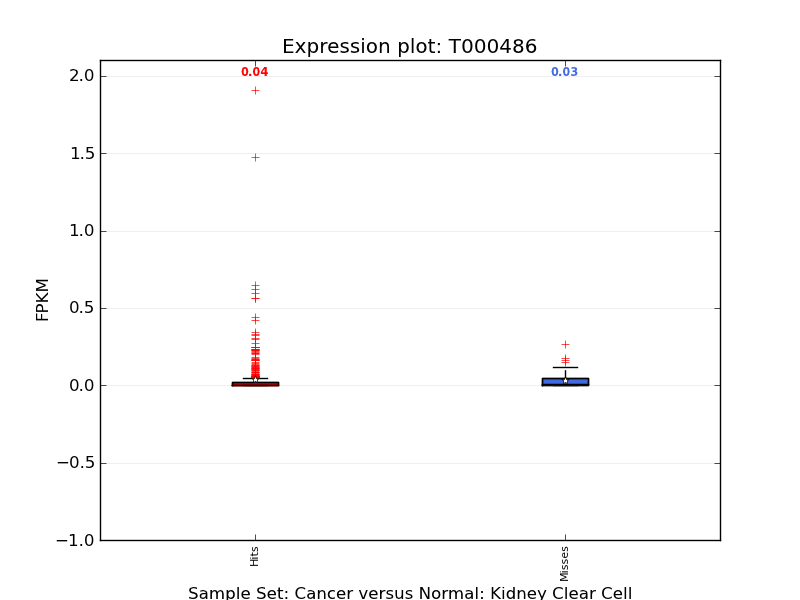 Expression plot: T000486
0.04
0.03
2.0
1.5
1.0
0.5
0.0
−0.5
−1.0
FPKM
Hits
Misses
Sample Set: Cancer versus Normal: Kidney Clear Cell